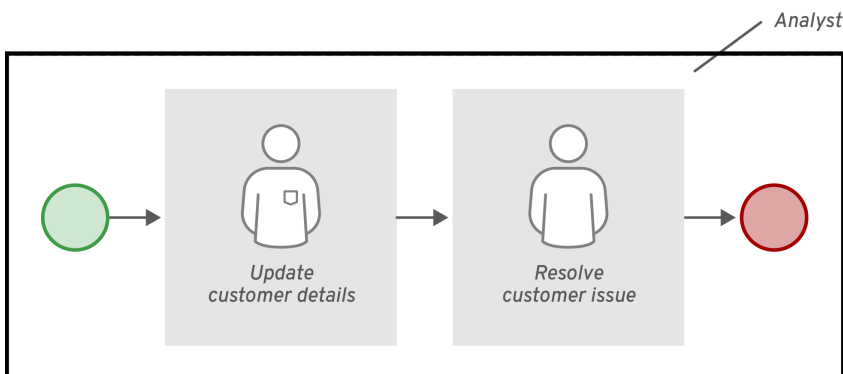 Analyst
Update
customer details
Resolve
customer issue